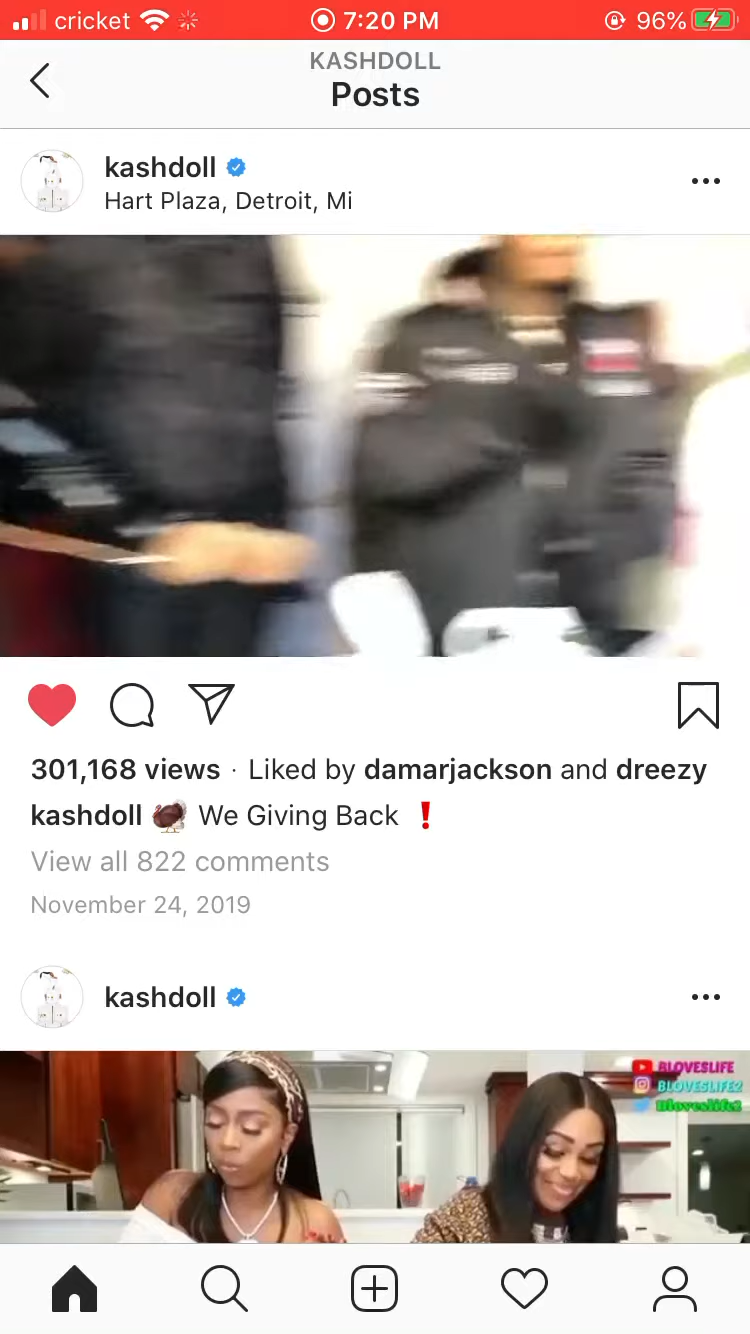 cricket 7:20 PM 96%
KASHDOLL
Posts
kashdoll
Hart Plaza, Detroit, Mi
301,168 views · Liked by damarjackson and dreezy
kashdoll 🦃 We Giving Back ❗
View all 822 comments
November 24, 2019
kashdoll
BLOVESLIFE
BLOVESLIFE2
Bloveslife2